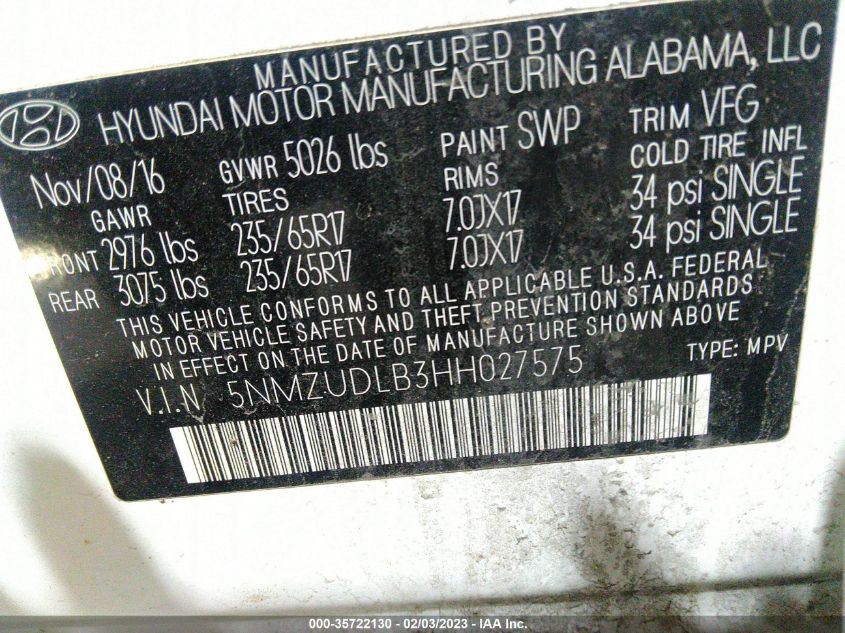 MANUFACTURED BY
HYUNDAI MOTOR MANUFACTURING ALABAMA, LLC
Nov/08/16 GVWR 5026 lbs PAINT SWP TRIM VFG
GAWR TIRES RIMS COLD TIRE INFL
FRONT 2976 lbs 235/65R17 7.0JX17 34 psi SINGLE
REAR 3075 lbs 235/65R17 7.0JX17 34 psi SINGLE
THIS VEHICLE CONFORMS TO ALL APPLICABLE U.S.A. FEDERAL
MOTOR VEHICLE SAFETY AND THEFT PREVENTION STANDARDS
IN EFFECT ON THE DATE OF MANUFACTURE SHOWN ABOVE
V.I.N 5NMZUDLB3HH027575 TYPE: MPV
000-35722130 - 02/03/2023 - IAA Inc.